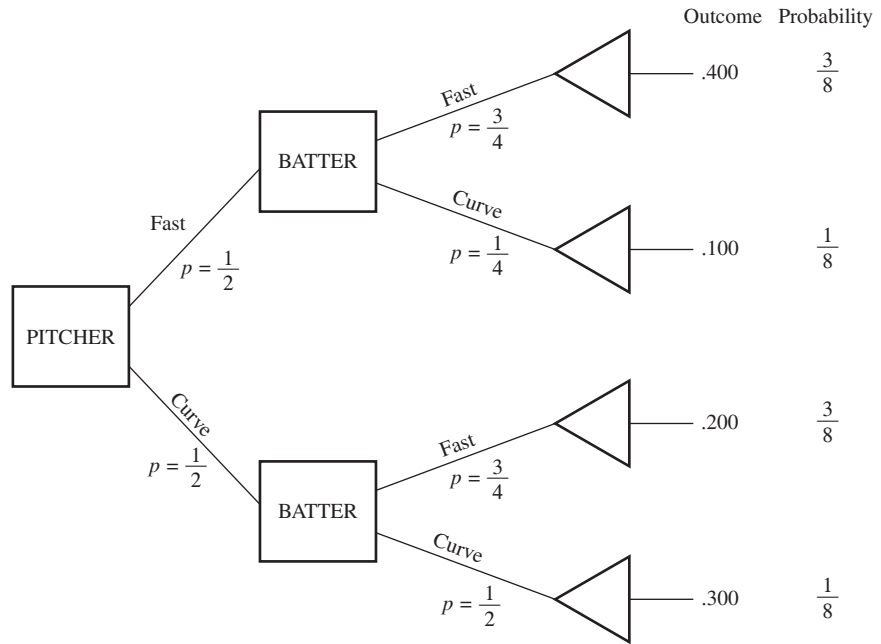 Outcome Probability
Fast
.400 3/8
p = 3/4
BATTER
Curve
.100 1/8
p = 1/4
Fast
p = 1/2
PITCHER
Curve
p = 1/2
Fast
.200 3/8
p = 3/4
BATTER
Curve
.300 1/8
p = 1/2